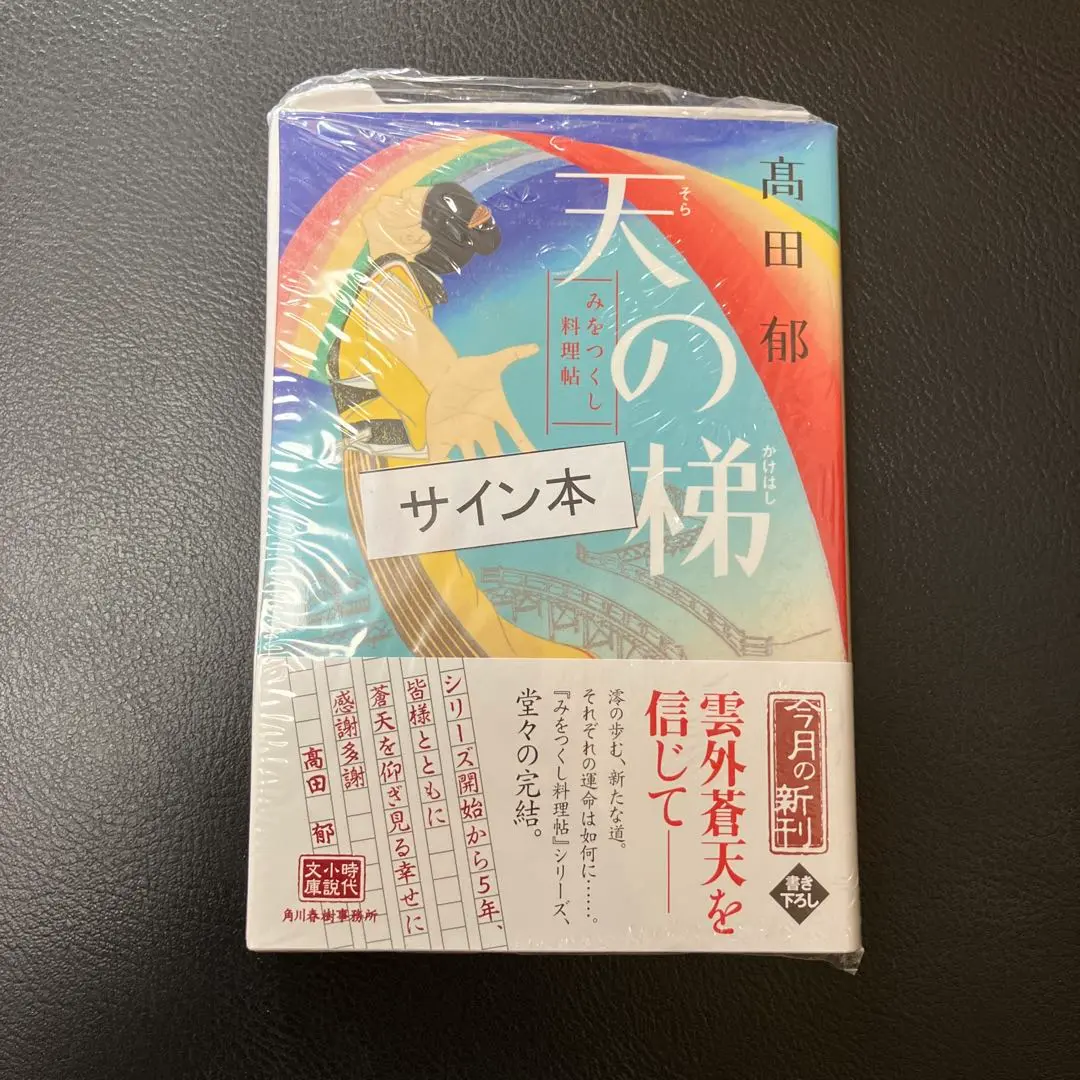 髙田郁
天の梯
そら
かけはし
みをつくし
料理帖
サイン本
今月の新刊
書き
下ろし
雲外蒼天を
信じて――
澪の歩む、新たな道。
それぞれの運命は如何に……。
『みをつくし料理帖』シリーズ、
堂々の完結。
シリーズ開始から5年、
皆様とともに
蒼天を仰ぎ見る幸せに
感謝多謝
髙田 郁
時代
小説
文庫
角川春樹事務所